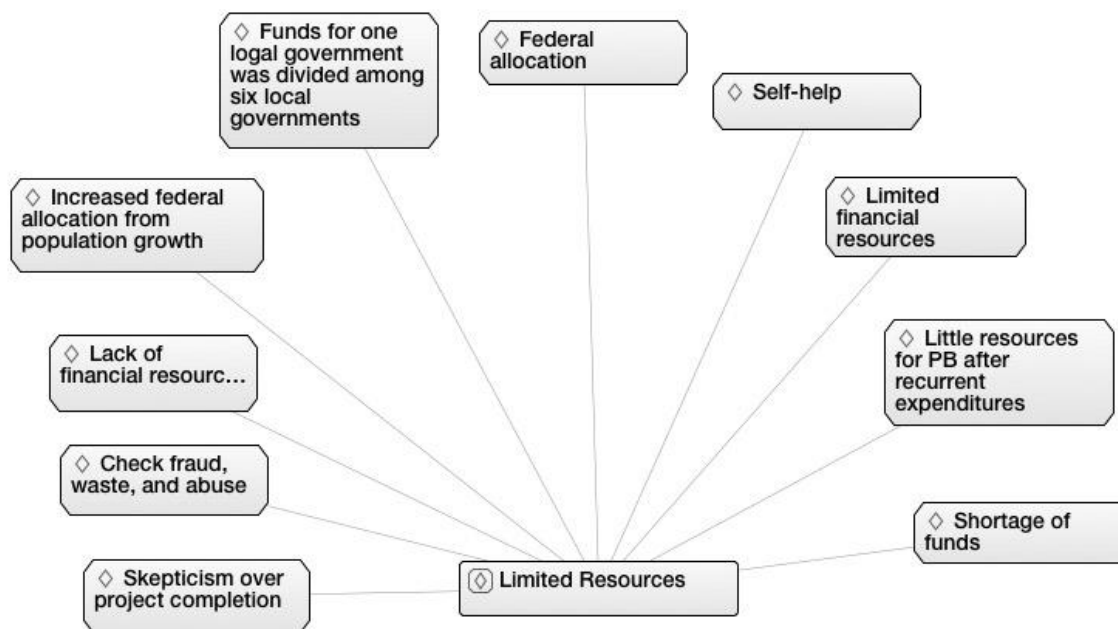 Funds for one
logal government
was divided among
six local
governments
Federal
allocation
Self-help
Increased federal
allocation from
population growth
Limited
financial
resources
Lack of
financial resourc...
Little resources
for PB after
recurrent
expenditures
Check fraud,
waste, and abuse
Shortage of
funds
Skepticism over
project completion
Limited Resources